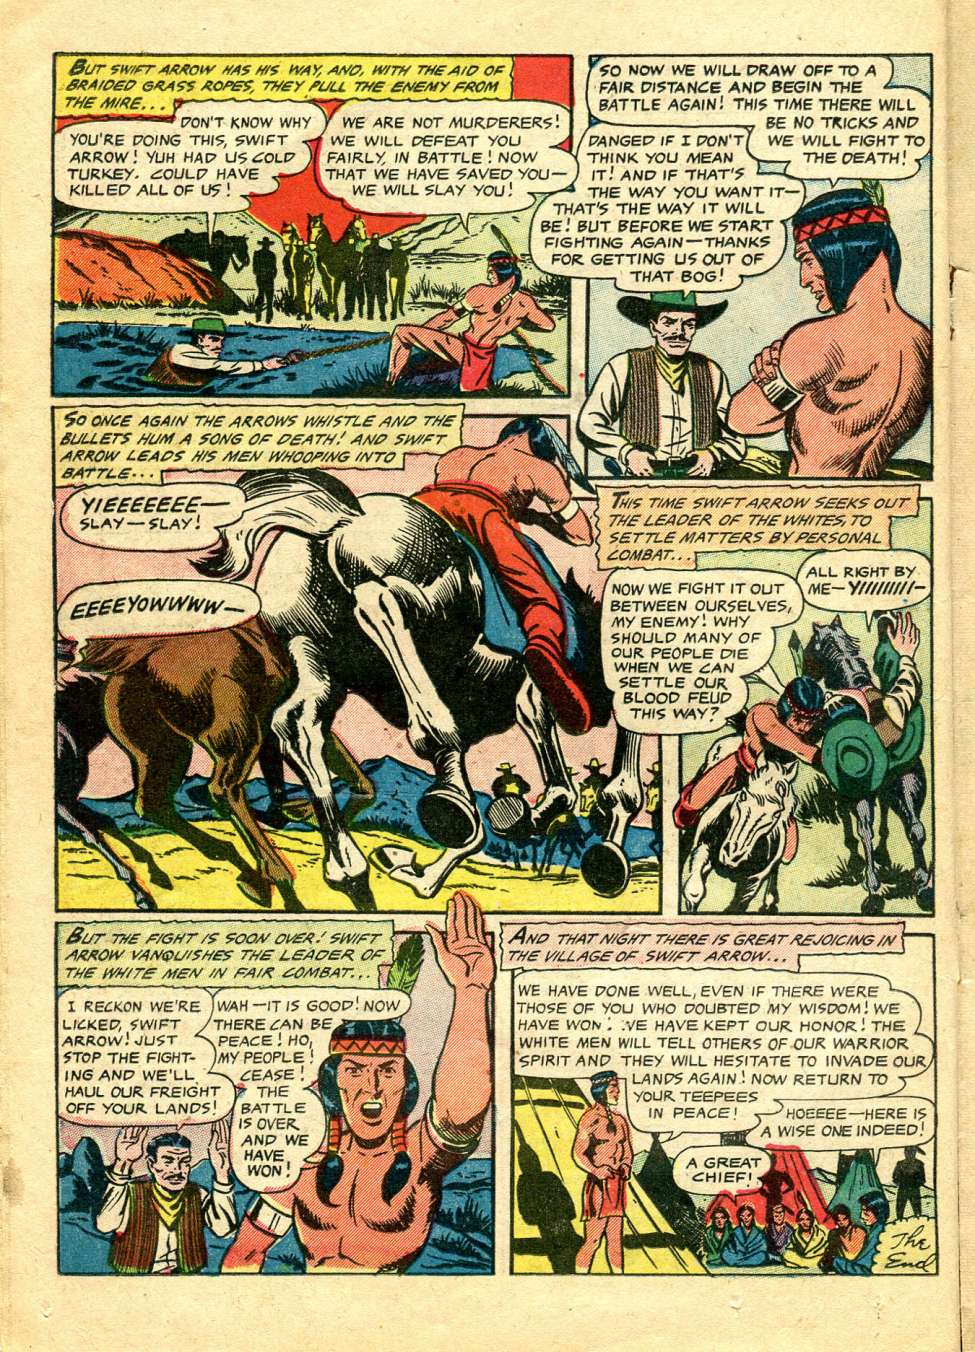 BUT SWIFT ARROW HAS HIS WAY, AND, WITH THE AID OF
BRAIDED GRASS ROPES, THEY PULL THE ENEMY FROM
THE MIRE...
DON'T KNOW WHY
YOU'RE DOING THIS, SWIFT
ARROW! YUH HAD US COLD
TURKEY. COULD HAVE
KILLED ALL OF US!
WE ARE NOT MURDERERS!
WE WILL DEFEAT YOU
FAIRLY, IN BATTLE! NOW
THAT WE HAVE SAVED YOU—
WE WILL SLAY YOU!
SO NOW WE WILL DRAW OFF TO A
FAIR DISTANCE AND BEGIN THE
BATTLE AGAIN! THIS TIME THERE WILL
BE NO TRICKS AND
WE WILL FIGHT TO
THE DEATH!
DANGED IF I DON'T
THINK YOU MEAN
IT! AND IF THAT'S
THE WAY YOU WANT IT—
THAT'S THE WAY IT WILL
BE! BUT BEFORE WE START
FIGHTING AGAIN—THANKS
FOR GETTING US OUT OF
THAT BOG!
SO ONCE AGAIN THE ARROWS WHISTLE AND THE
BULLETS HUM A SONG OF DEATH! AND SWIFT
ARROW LEADS HIS MEN WHOOPING INTO
BATTLE...
YIEEEEEEE—
SLAY—SLAY!
EEEEYOWWWW—
THIS TIME SWIFT ARROW SEEKS OUT
THE LEADER OF THE WHITES, TO
SETTLE MATTERS BY PERSONAL
COMBAT...
NOW WE FIGHT IT OUT
BETWEEN OURSELVES,
MY ENEMY! WHY
SHOULD MANY OF
OUR PEOPLE DIE
WHEN WE CAN
SETTLE OUR
BLOOD FEUD
THIS WAY?
ALL RIGHT BY
ME—YIIIIIIIII—
BUT THE FIGHT IS SOON OVER! SWIFT
ARROW VANQUISHES THE LEADER OF
THE WHITE MEN IN FAIR COMBAT...
I RECKON WE'RE
LICKED, SWIFT
ARROW! JUST
STOP THE FIGHT-
ING AND WE'LL
HAUL OUR FREIGHT
OFF YOUR LANDS!
WAH—IT IS GOOD! NOW
THERE CAN BE
PEACE! HO,
MY PEOPLE!
CEASE!
THE
BATTLE
IS OVER
AND WE
HAVE
WON!
AND THAT NIGHT THERE IS GREAT REJOICING IN
THE VILLAGE OF SWIFT ARROW...
WE HAVE DONE WELL, EVEN IF THERE WERE
THOSE OF YOU WHO DOUBTED MY WISDOM! WE
HAVE WON! WE HAVE KEPT OUR HONOR! THE
WHITE MEN WILL TELL OTHERS OF OUR WARRIOR
SPIRIT AND THEY WILL HESITATE TO INVADE OUR
LANDS AGAIN! NOW RETURN TO
YOUR TEEPEES
IN PEACE!
HOEEEE—HERE IS
A WISE ONE INDEED!
A GREAT
CHIEF!
The
End